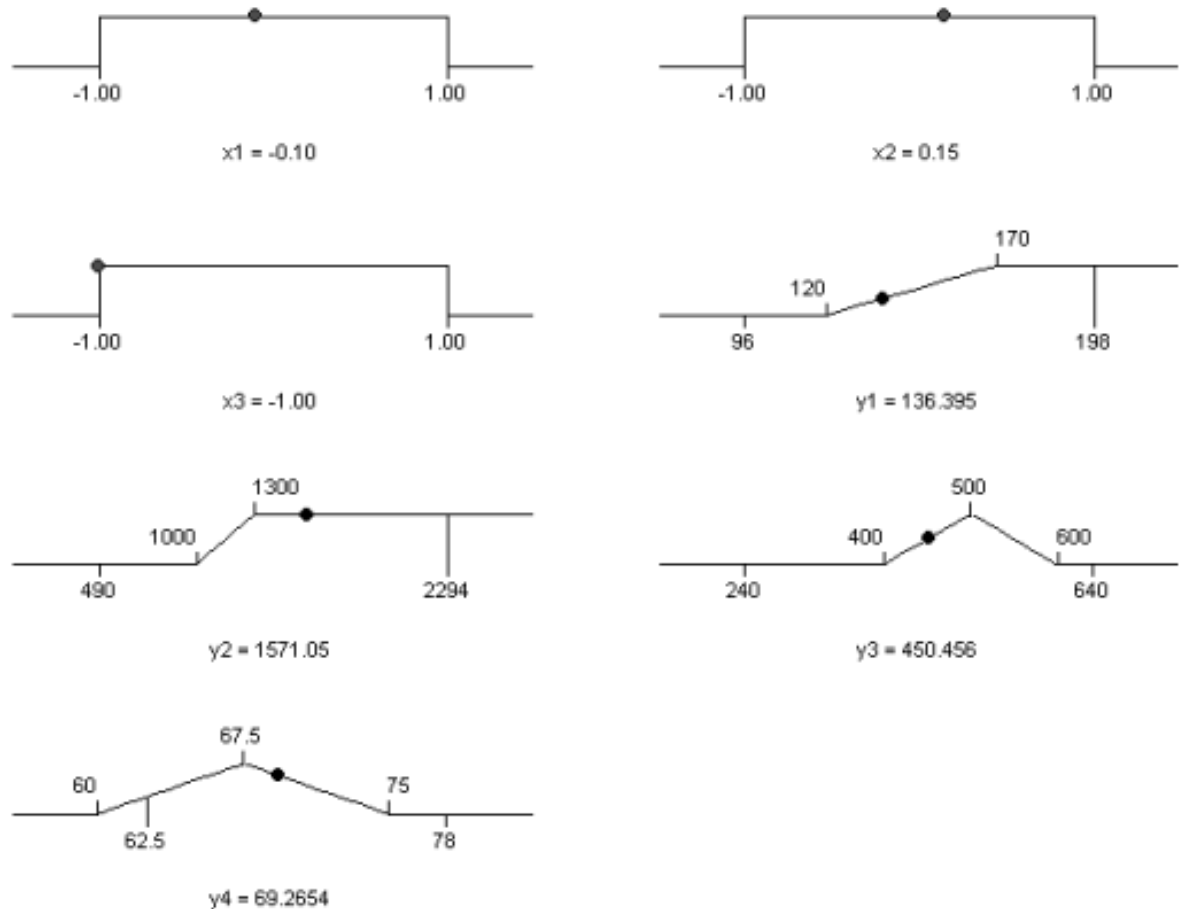 -1.00 1.00 -1.00 1.00
x1 = -0.10 x2 = 0.15
170
120
-1.00 1.00 96 198
x3 = -1.00 y1 = 136.395
1300 500
1000 400 600
490 2294 240 640
y2 = 1571.05 y3 = 450.456
67.5
60 75
62.5 78
y4 = 69.2654